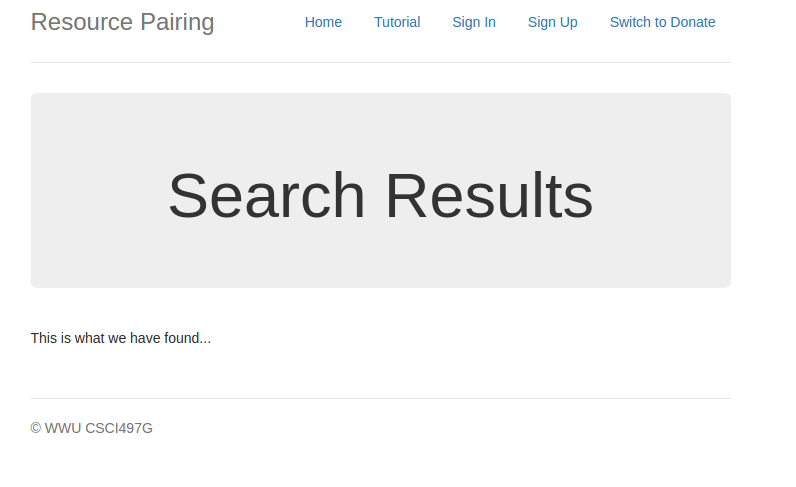 Resource Pairing Home Tutorial Sign In Sign Up Switch to Donate
Search Results
This is what we have found...
© WWU CSCI497G